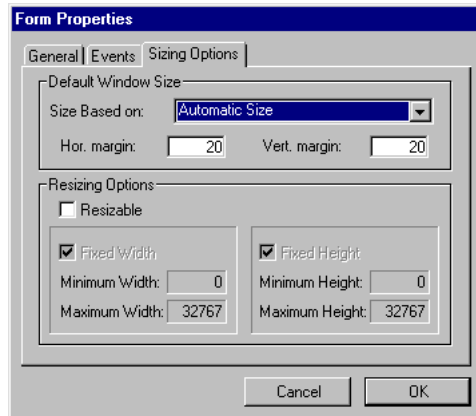 Form Properties
General Events Sizing Options
Default Window Size
Size Based on: Automatic Size
Hor. margin: 20 Vert. margin: 20
Resizing Options
Resizable
Fixed Width Fixed Height
Minimum Width: 0 Minimum Height: 0
Maximum Width: 32767 Maximum Height: 32767
Cancel OK